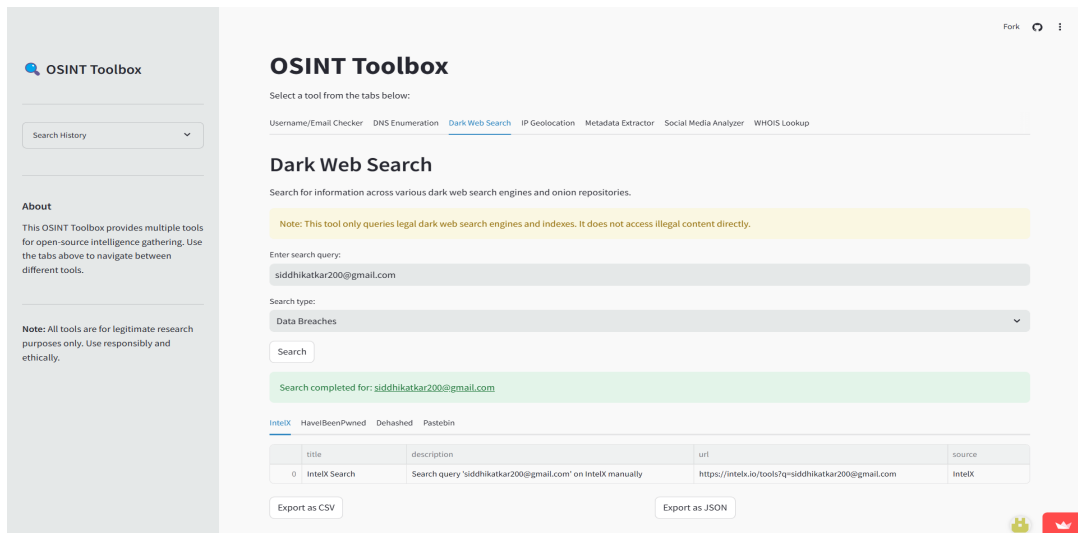 Fork
OSINT Toolbox
Search History
About
This OSINT Toolbox provides multiple tools
for open-source intelligence gathering. Use
the tabs above to navigate between
different tools.
Note: All tools are for legitimate research
purposes only. Use responsibly and
ethically.
OSINT Toolbox
Select a tool from the tabs below:
Username/Email Checker DNS Enumeration Dark Web Search IP Geolocation Metadata Extractor Social Media Analyzer WHOIS Lookup
Dark Web Search
Search for information across various dark web search engines and onion repositories.
Note: This tool only queries legal dark web search engines and indexes. It does not access illegal content directly.
Enter search query:
siddhikatkar200@gmail.com
Search type:
Data Breaches
Search
Search completed for: siddhikatkar200@gmail.com
IntelX HaveIBeenPwned Dehashed Pastebin
title description url source
0 IntelX Search Search query 'siddhikatkar200@gmail.com' on IntelX manually https://intelx.io/tools?q=siddhikatkar200@gmail.com IntelX
Export as CSV Export as JSON